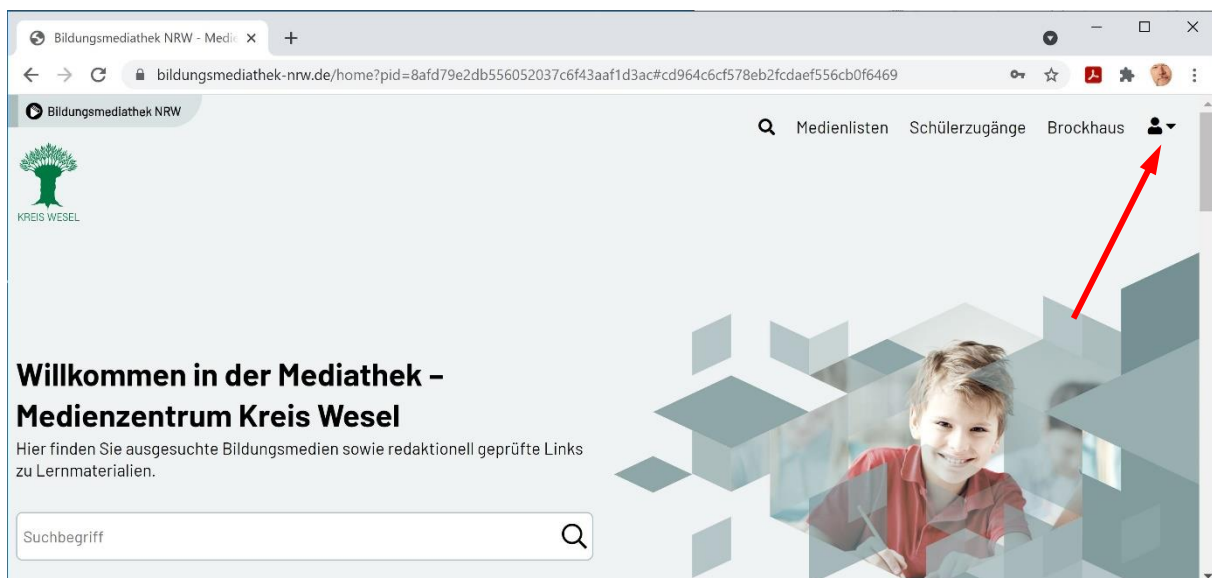 Bildungsmediathek NRW - Medi
bildungsmediathek-nrw.de/home?pid=8afd79e2db556052037c6f43aaf1d3ac#cd964c6cf578eb2fcdaef556cb0f6469
Bildungsmediathek NRW
Medienlisten Schülerzugänge Brockhaus
KREIS WESEL
Willkommen in der Mediathek –
Medienzentrum Kreis Wesel
Hier finden Sie ausgesuchte Bildungsmedien sowie redaktionell geprüfte Links
zu Lernmaterialien.
Suchbegriff